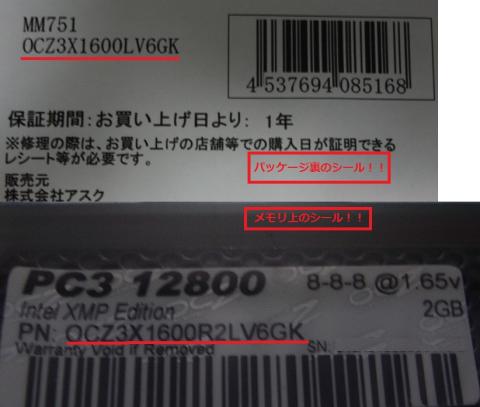 MM751
OCZ3X1600LV6GK
4 537694 085168
保証期間：お買い上げ日より：1年
※修理の際は、お買い上げの店舗等での購入日が証明できる
レシート等が必要です。
パッケージ裏のシール！！
販売元
株式会社アスク
メモリ上のシール！！
PC3 12800
8-8-8 @1.65v
Intel XMP Edition
2GB
PN: OCZ3X1600R2LV6GK
Warranty Void If Removed
SN: